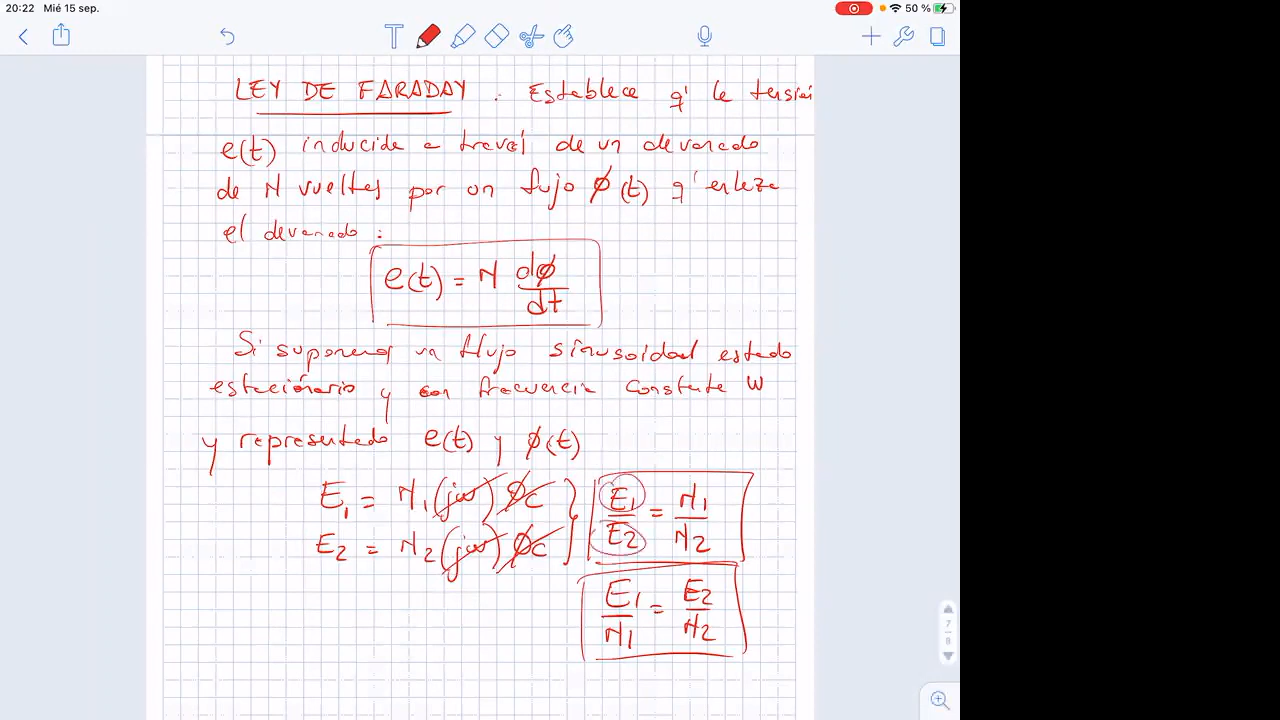 20:22 Mié 15 sep.
50 %
LEY DE FARADAY . Establece q' la tensión
e(t) inducida a través de un devanado
de N vueltas por un flujo φ(t) q' enlaza
el devanado :
e(t) = N dφ/dt
Si suponemos un flujo sinusoidal estado
estacionario y con frecuencia constante w
y representado e(t) y φ(t)
E1 = N1 (jw) φc
E2 = N2 (jw) φc
E1/E2 = N1/N2
E1/N1 = E2/N2
7
8